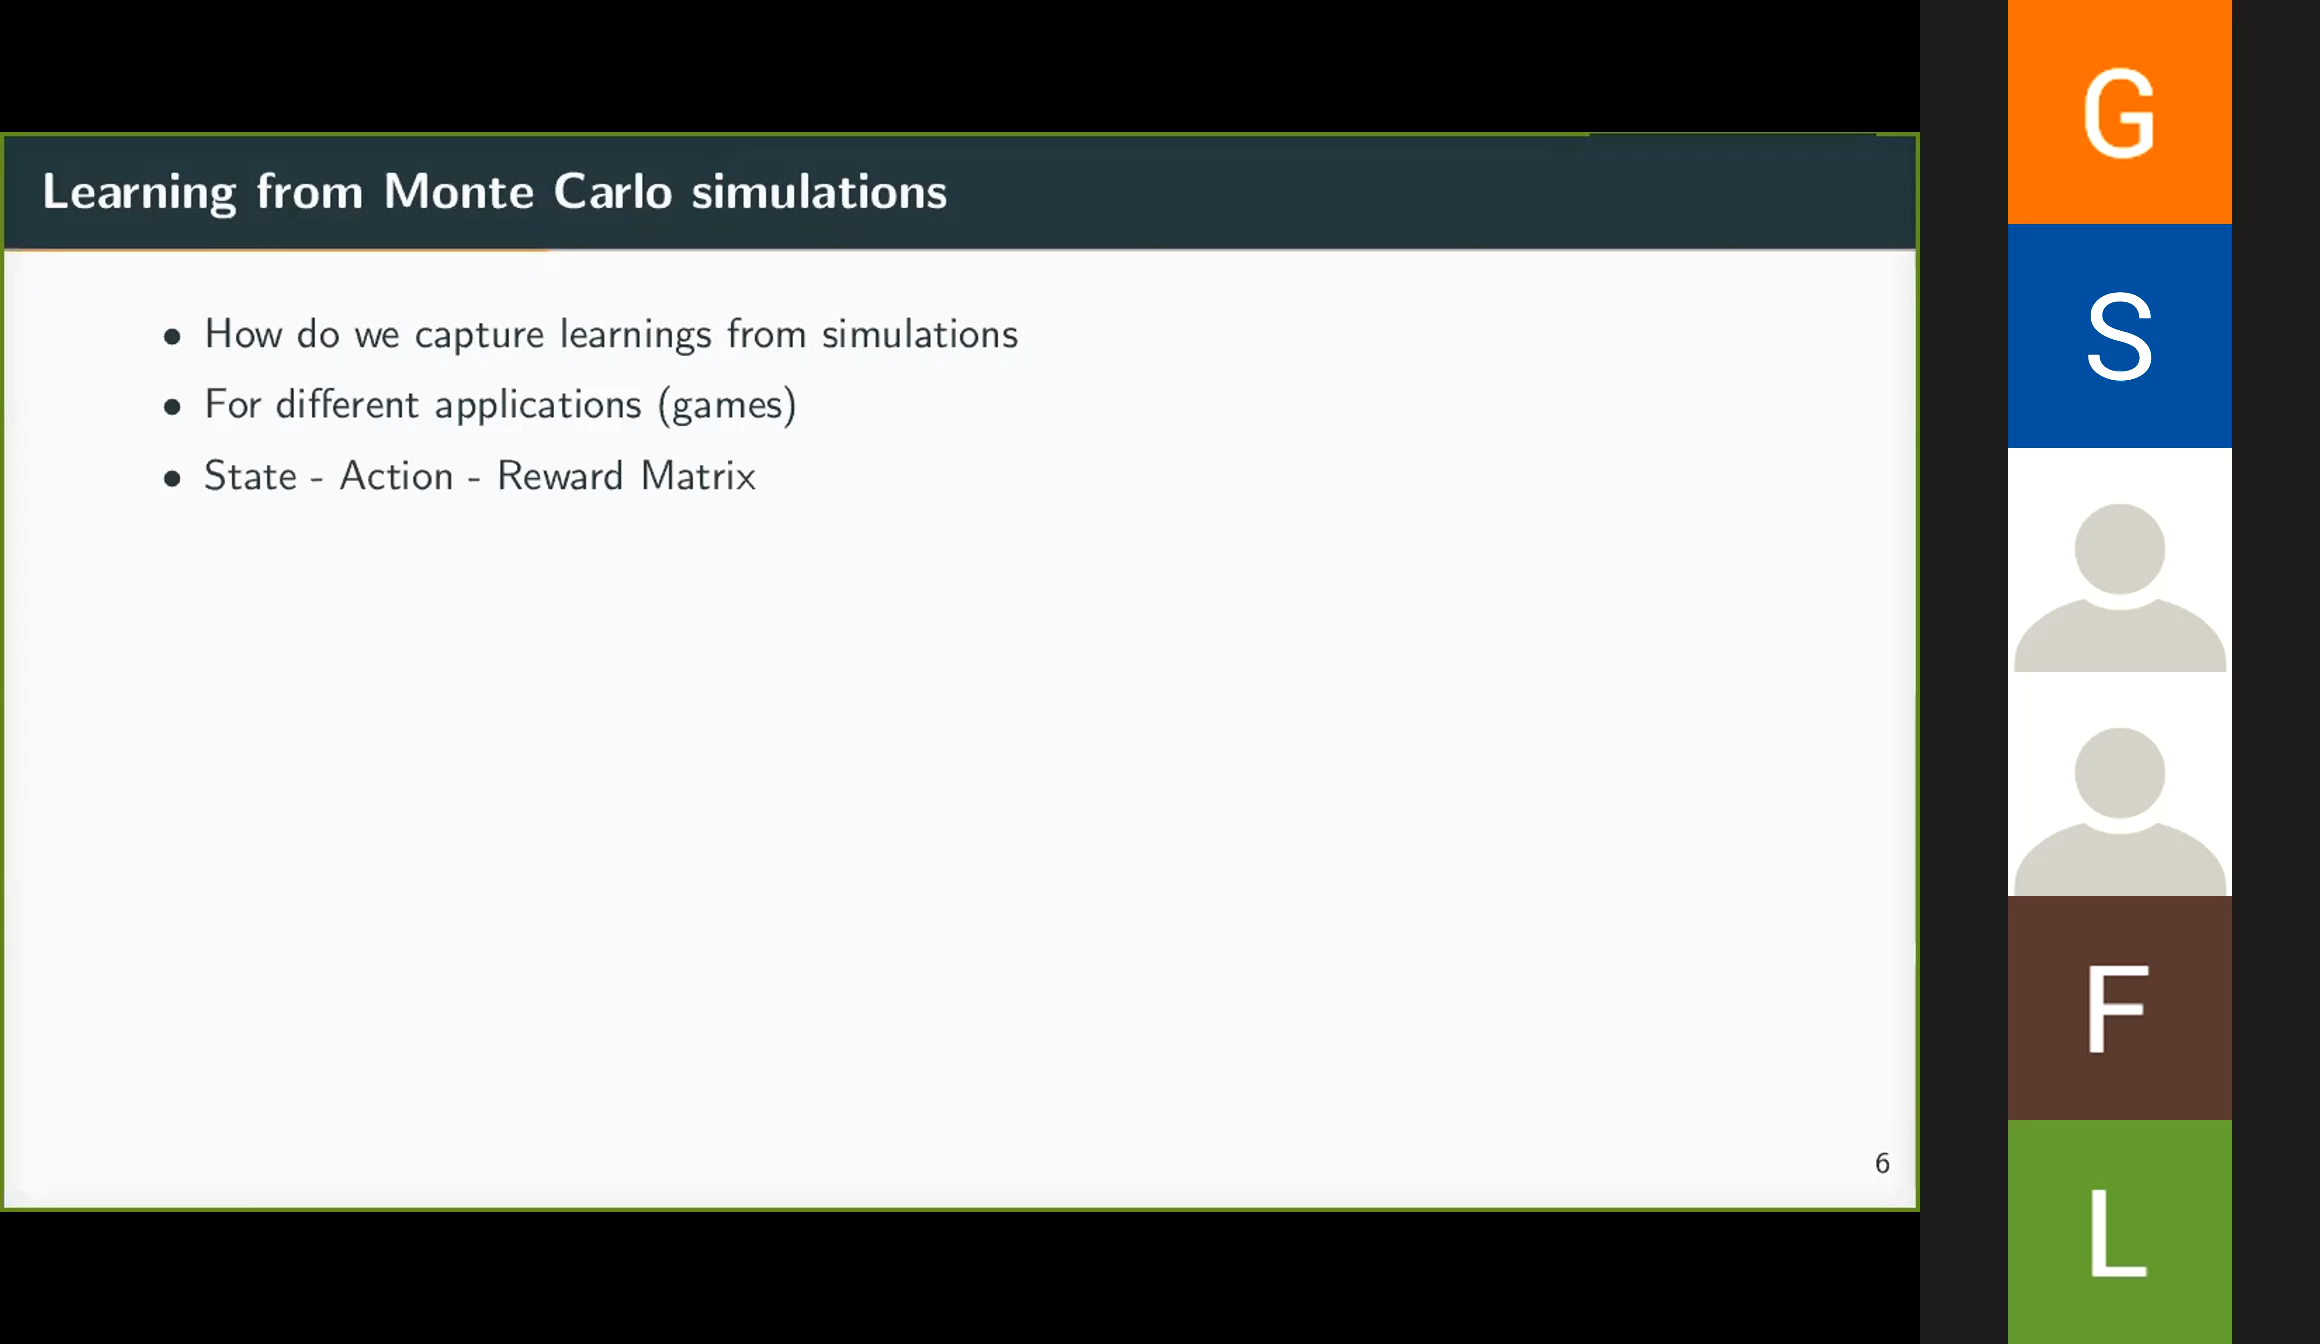 Learning from Monte Carlo simulations
• How do we capture learnings from simulations
• For different applications (games)
• State - Action - Reward Matrix
6
G
S
F
L